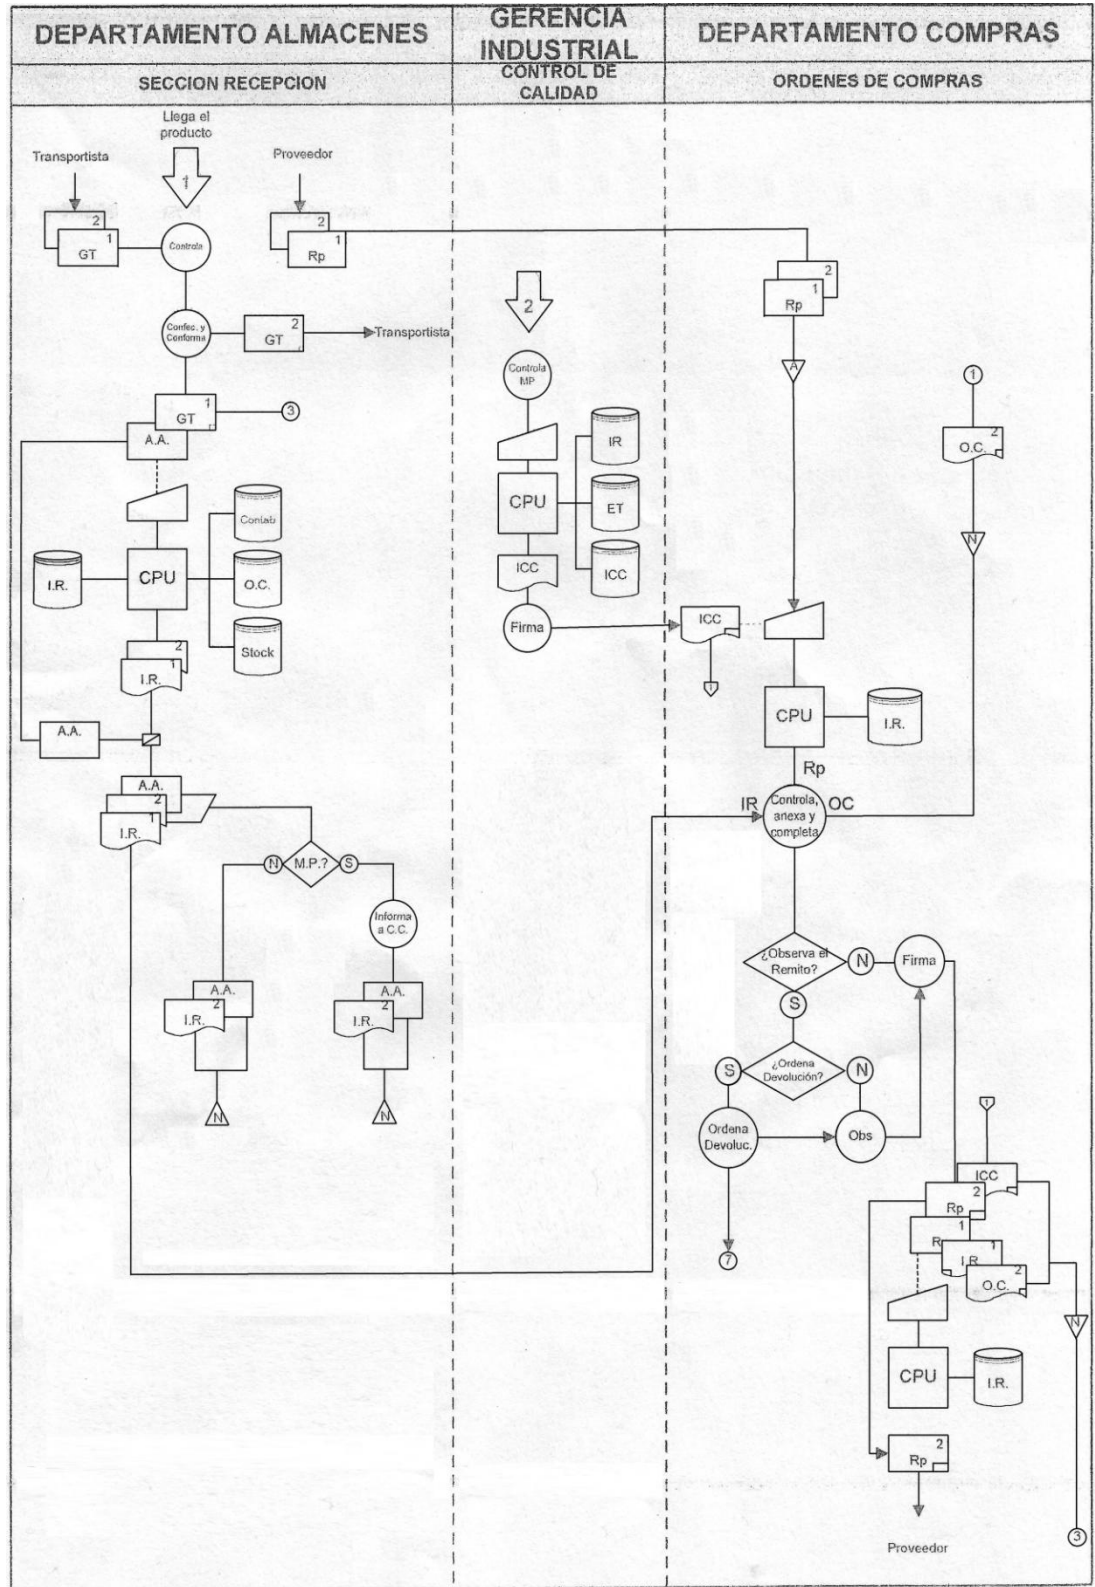 DEPARTAMENTO ALMACENES
SECCION RECEPCION
Llega el
producto
Transportista
1
Proveedor
2
1
GT
Controla
2
1
Rp
Confec. y
Conforma
2
GT
Transportista
1
GT
A.A.
3
I.R.
CPU
Contab
O.C.
Stock
2
1
I.R.
A.A.
A.A.
2
1
I.R.
N
M.P.?
S
Informa
a C.C.
A.A.
2
I.R.
N
A.A.
2
I.R.
N
GERENCIA
INDUSTRIAL
CONTROL DE
CALIDAD
2
Controla
MP
CPU
IR
ET
ICC
ICC
Firma
DEPARTAMENTO COMPRAS
ORDENES DE COMPRAS
2
1
Rp
A
1
2
O.C.
N
ICC
1
CPU
I.R.
Rp
IR
Controla,
anexa y
completa
OC
¿Observa el
Remito?
N
Firma
S
S
¿Ordena
Devolución?
N
Ordena
Devoluc.
Obs
7
1
ICC
2
Rp
1
R
1
I.R
2
O.C.
N
CPU
I.R.
2
Rp
Proveedor
3